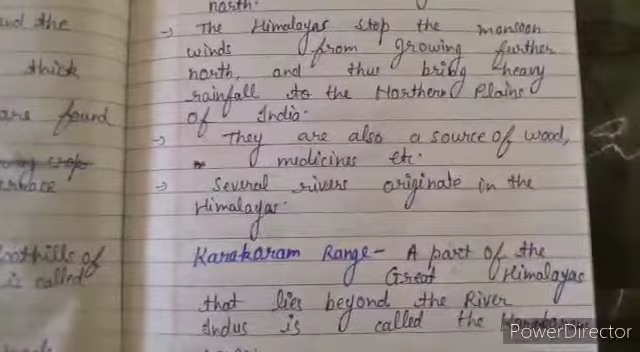 north.
nd the
→ The Himalayas stop the monsoon
winds from growing further
thick
north, and thus bring heavy
rainfall to the Northern Plains
are found
of India.
→ They are also a source of wood,
medicines etc.
→ Several rivers originate in the
Himalayas.
foothills of
Karakaram Range - A part of the
is called
Great Himalayas
that lies beyond the River
Indus is called the
PowerDirector